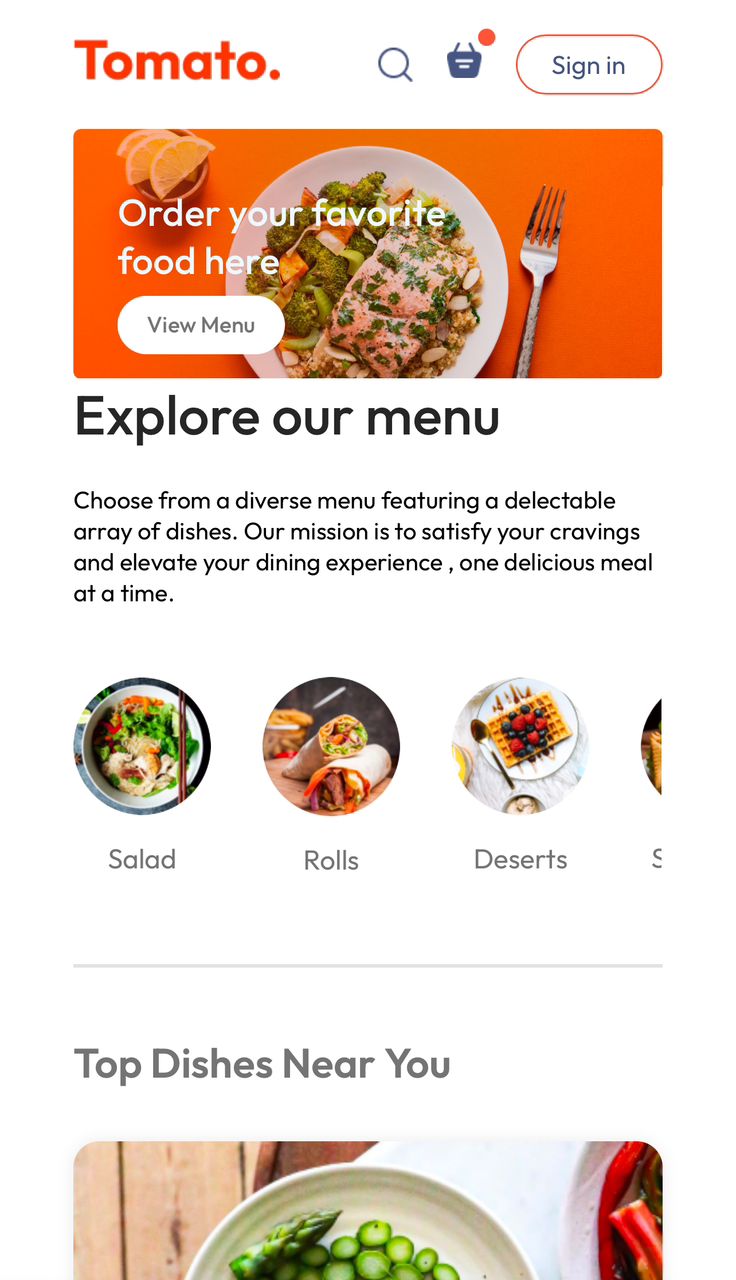 Tomato.
Sign in
Order your favorite
food here
View Menu
Explore our menu
Choose from a diverse menu featuring a delectable
array of dishes. Our mission is to satisfy your cravings
and elevate your dining experience , one delicious meal
at a time.
Salad
Rolls
Deserts
Top Dishes Near You